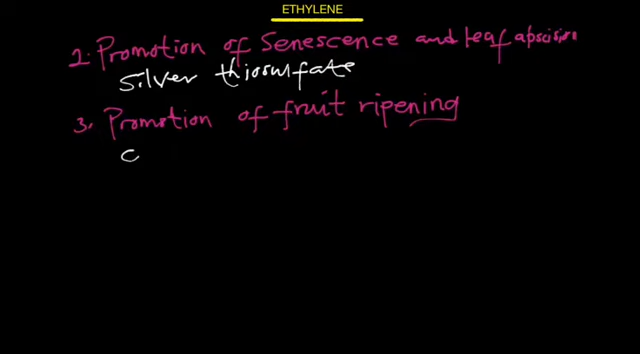 ETHYLENE
2. Promotion of Senescence and leaf abscision
Silver thiosulfate
3. Promotion of fruit ripening
C